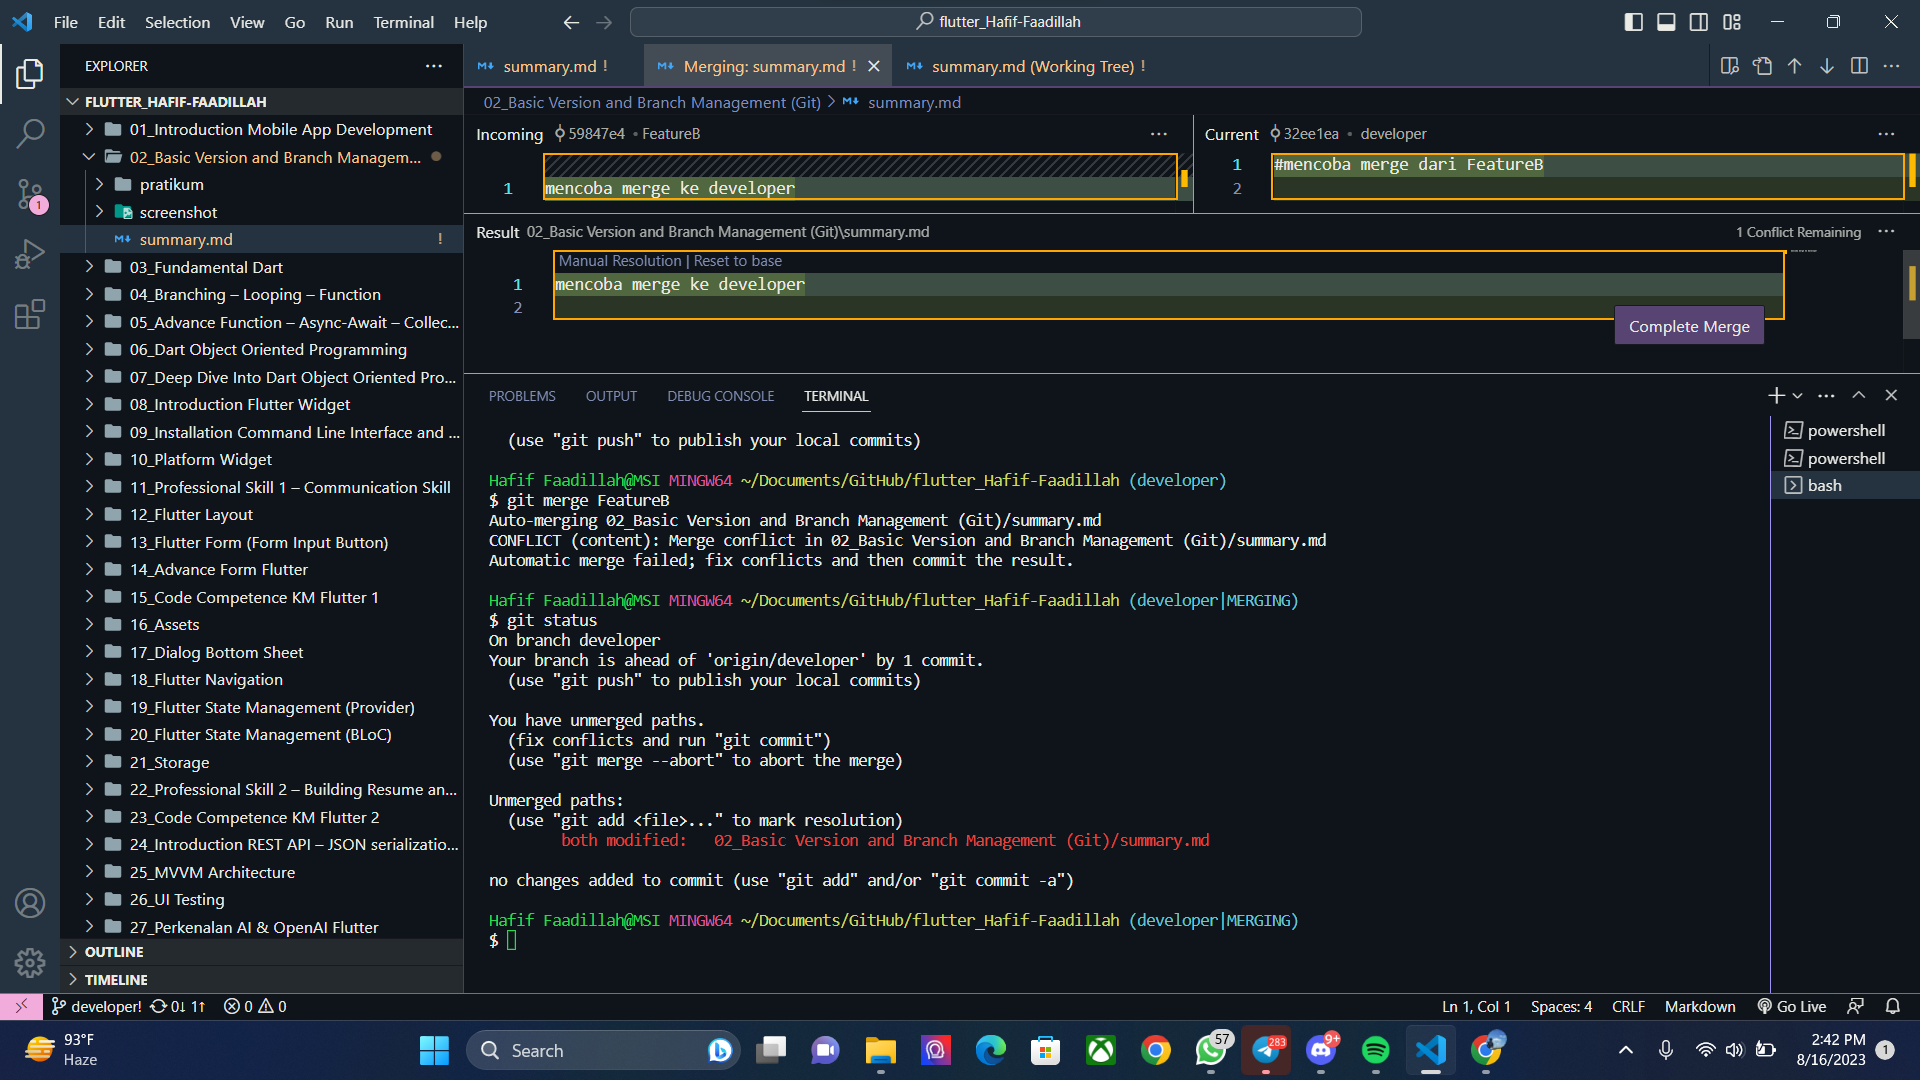 File Edit Selection View Go Run Terminal Help
flutter_Hafif-Faadillah
EXPLORER
FLUTTER_HAFIF-FAADILLAH
01_Introduction Mobile App Development
02_Basic Version and Branch Managem...
pratikum
screenshot
summary.md !
03_Fundamental Dart
04_Branching – Looping – Function
05_Advance Function – Async-Await – Collec...
06_Dart Object Oriented Programming
07_Deep Dive Into Dart Object Oriented Pro...
08_Introduction Flutter Widget
09_Installation Command Line Interface and ...
10_Platform Widget
11_Professional Skill 1 – Communication Skill
12_Flutter Layout
13_Flutter Form (Form Input Button)
14_Advance Form Flutter
15_Code Competence KM Flutter 1
16_Assets
17_Dialog Bottom Sheet
18_Flutter Navigation
19_Flutter State Management (Provider)
20_Flutter State Management (BLoC)
21_Storage
22_Professional Skill 2 – Building Resume an...
23_Code Competence KM Flutter 2
24_Introduction REST API – JSON serializatio...
25_MVVM Architecture
26_UI Testing
27_Perkenalan AI & OpenAI Flutter
OUTLINE
TIMELINE
1
summary.md !
Merging: summary.md !
summary.md (Working Tree) !
02_Basic Version and Branch Management (Git) > summary.md
Incoming 59847e4 • FeatureB
1 mencoba merge ke developer
Current 32ee1ea • developer
1 #mencoba merge dari FeatureB
2
Result 02_Basic Version and Branch Management (Git)\summary.md
1 Conflict Remaining
Manual Resolution | Reset to base
1 mencoba merge ke developer
2
Complete Merge
PROBLEMS OUTPUT DEBUG CONSOLE TERMINAL
(use "git push" to publish your local commits)
Hafif Faadillah@MSI MINGW64 ~/Documents/GitHub/flutter_Hafif-Faadillah (developer)
$ git merge FeatureB
Auto-merging 02_Basic Version and Branch Management (Git)/summary.md
CONFLICT (content): Merge conflict in 02_Basic Version and Branch Management (Git)/summary.md
Automatic merge failed; fix conflicts and then commit the result.
Hafif Faadillah@MSI MINGW64 ~/Documents/GitHub/flutter_Hafif-Faadillah (developer|MERGING)
$ git status
On branch developer
Your branch is ahead of 'origin/developer' by 1 commit.
(use "git push" to publish your local commits)
You have unmerged paths.
(fix conflicts and run "git commit")
(use "git merge --abort" to abort the merge)
Unmerged paths:
(use "git add <file>..." to mark resolution)
both modified: 02_Basic Version and Branch Management (Git)/summary.md
no changes added to commit (use "git add" and/or "git commit -a")
Hafif Faadillah@MSI MINGW64 ~/Documents/GitHub/flutter_Hafif-Faadillah (developer|MERGING)
$
powershell
powershell
bash
developer! 0↓ 1↑ 0 0
Ln 1, Col 1 Spaces: 4 CRLF Markdown Go Live
93°F
Haze
Search
57
283
9+
2:42 PM
8/16/2023
1